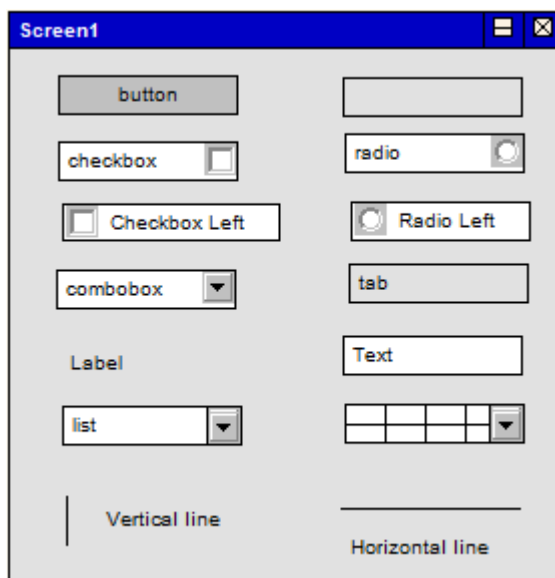 Screen1
button
checkbox
radio
Checkbox Left
Radio Left
combobox
tab
Label
Text
list
Vertical line
Horizontal line